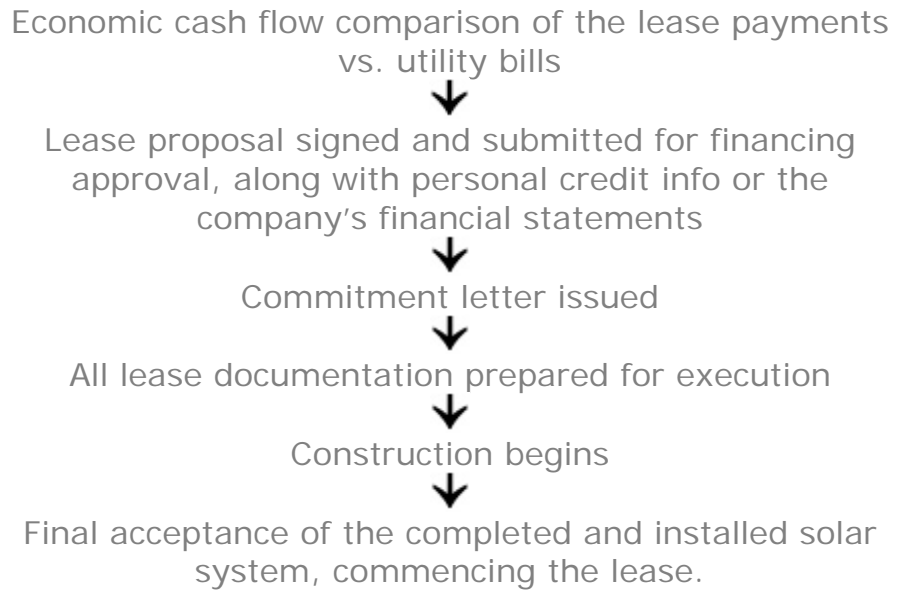 Economic cash flow comparison of the lease payments
vs. utility bills
Lease proposal signed and submitted for financing
approval, along with personal credit info or the
company's financial statements
Commitment letter issued
All lease documentation prepared for execution
Construction begins
Final acceptance of the completed and installed solar
system, commencing the lease.